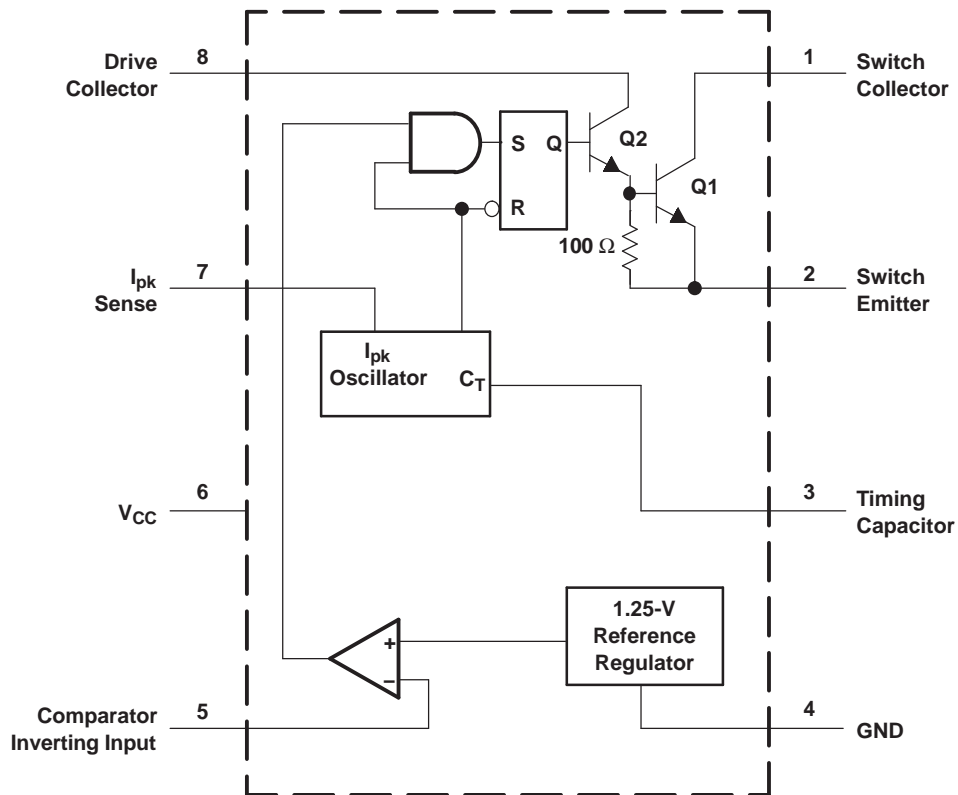 Drive
Collector
8
1
Switch
Collector
S
Q
R
Q2
Q1
100 Ω
Ipk
Sense
7
2
Switch
Emitter
Ipk
Oscillator
CT
VCC
6
3
Timing
Capacitor
1.25-V
Reference
Regulator
+
−
Comparator
Inverting Input
5
4
GND